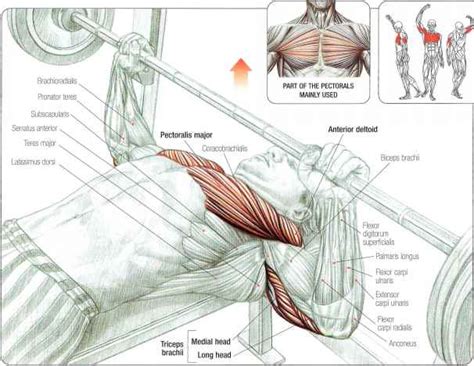 PART OF THE PECTORALS
MAINLY USED
Brachioradialis
Pronator teres
Subscapularis
Serratus anterior
Teres major
Latissimus dorsi
Pectoralis major
Coracobrachialis
Anterior deltoid
Biceps brachii
Flexor
digitorum
superficialis
Palmaris longus
Flexor carpi
ulnaris
Extensor
carpi ulnaris
Flexor
carpi radialis
Anconeus
Triceps
brachii
Medial head
Long head